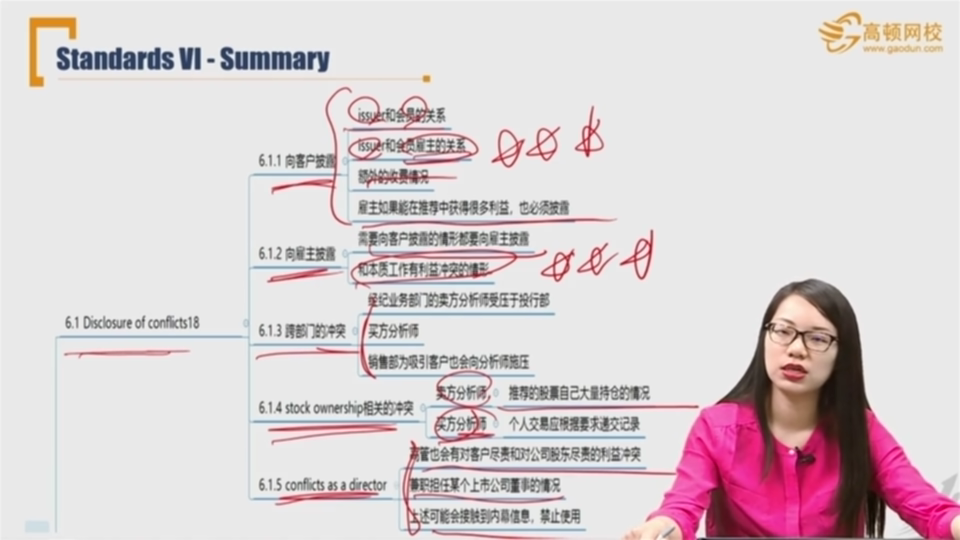 高顿网校
www.gaodun.com
Standards VI - Summary
issuer和会员的关系
issuer和会员雇主的关系
6.1.1 向客户披露
额外的收费情况
雇主如果能在推荐中获得很多利益，也必须披露
需要向客户披露的情形都要向雇主披露
6.1.2 向雇主披露
和本质工作有利益冲突的情形
经纪业务部门的卖方分析师受压于投行部
6.1 Disclosure of conflicts18
6.1.3 跨部门的冲突
买方分析师
销售部为吸引客户也会向分析师施压
卖方分析师
推荐的股票自己大量持仓的情况
6.1.4 stock ownership相关的冲突
买方分析师
个人交易应根据要求递交记录
高管也会有对客户尽责和对公司股东尽责的利益冲突
6.1.5 conflicts as a director
兼职担任某个上市公司董事的情况
上述可能会接触到内幕信息，禁止使用